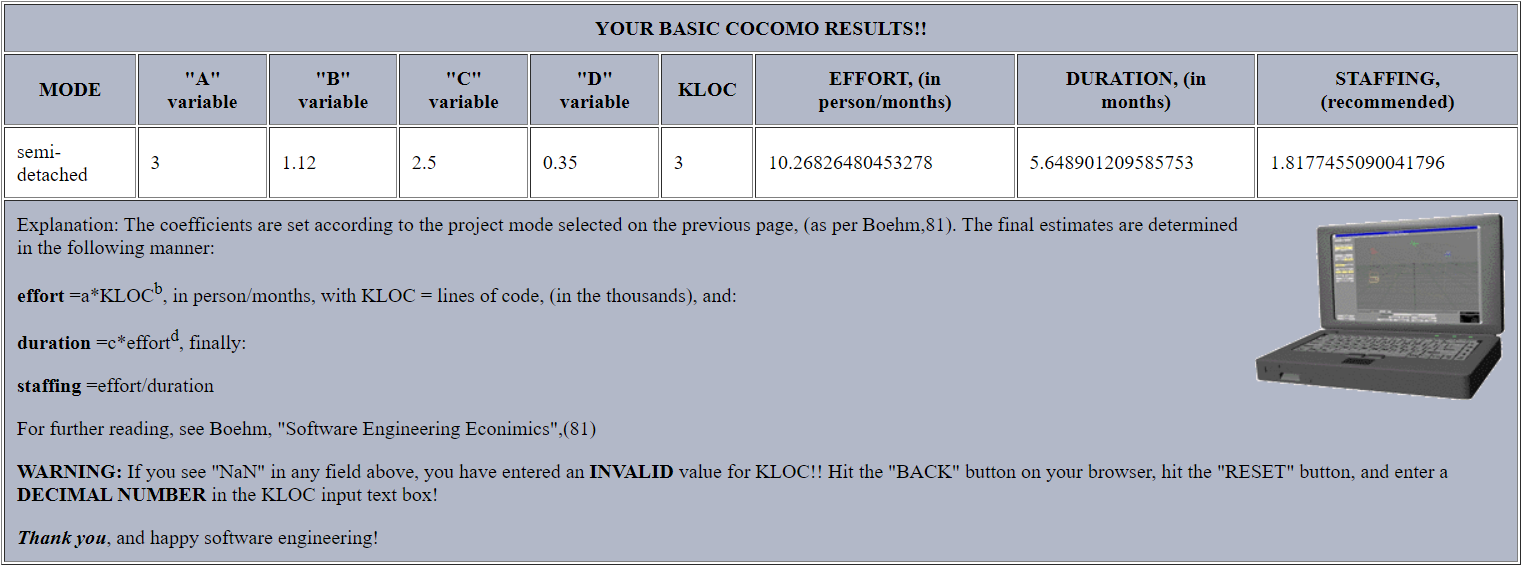 YOUR BASIC COCOMO RESULTS!!
MODE
"A"
variable
"B"
variable
"C"
variable
"D"
variable
KLOC
EFFORT, (in
person/months)
DURATION, (in
months)
STAFFING,
(recommended)
semi-
detached
3
1.12
2.5
0.35
3
10.26826480453278
5.648901209585753
1.8177455090041796
Explanation: The coefficients are set according to the project mode selected on the previous page, (as per Boehm,81). The final estimates are determined
in the following manner:
effort =a*KLOCb, in person/months, with KLOC = lines of code, (in the thousands), and:
duration =c*effortd, finally:
staffing =effort/duration
For further reading, see Boehm, "Software Engineering Econimics",(81)
WARNING: If you see "NaN" in any field above, you have entered an INVALID value for KLOC!! Hit the "BACK" button on your browser, hit the "RESET" button, and enter a
DECIMAL NUMBER in the KLOC input text box!
Thank you, and happy software engineering!